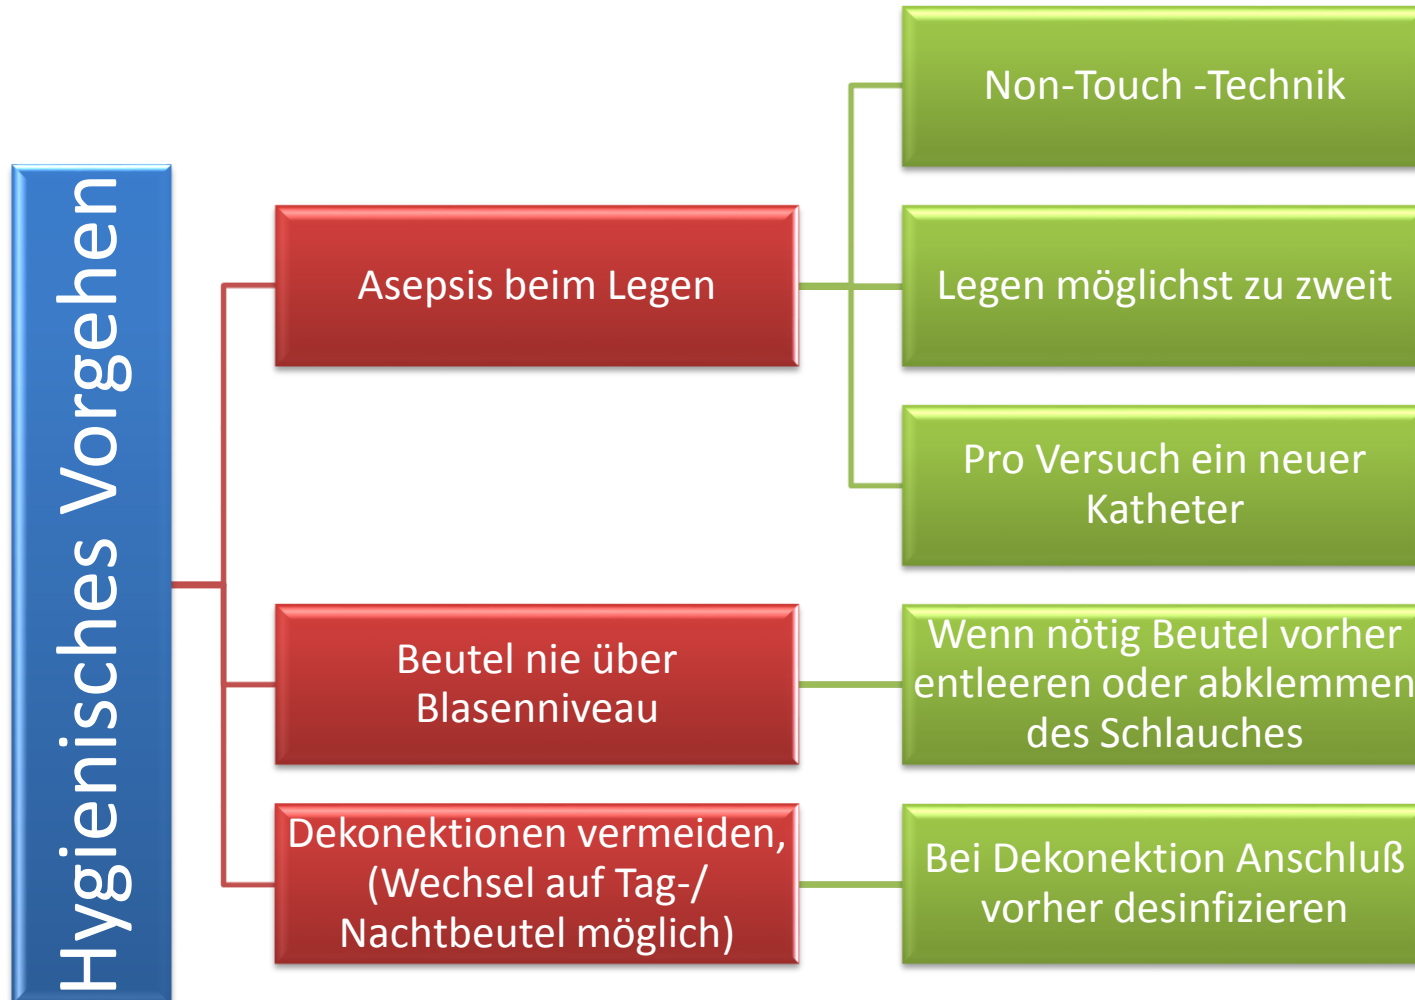 Hygienisches Vorgehen
Asepsis beim Legen
Non-Touch -Technik
Legen möglichst zu zweit
Pro Versuch ein neuer
Katheter
Beutel nie über
Blasenniveau
Wenn nötig Beutel vorher
entleeren oder abklemmen
des Schlauches
Dekonektionen vermeiden,
(Wechsel auf Tag-/
Nachtbeutel möglich)
Bei Dekonektion Anschluß
vorher desinfizieren